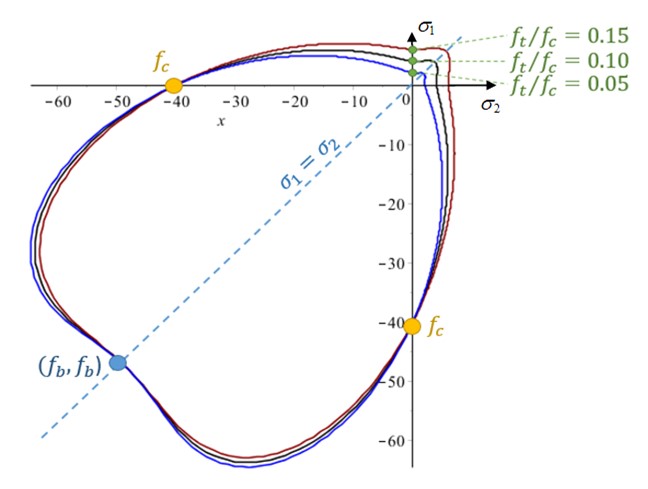 σ₁
f_t/f_c = 0.15
f_t/f_c = 0.10
f_t/f_c = 0.05
f_c
−60 −50 −40 −30 −20 −10 0
x
σ₂
σ₁ = σ₂
−10
−20
−30
−40
f_c
(f_b, f_b)
−50
−60